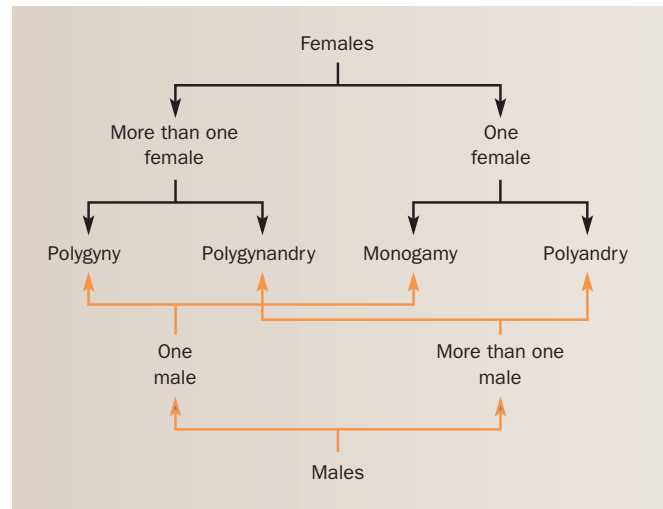 Females
More than one
female
One
female
Polygyny
Polygynandry
Monogamy
Polyandry
One
male
More than one
male
Males